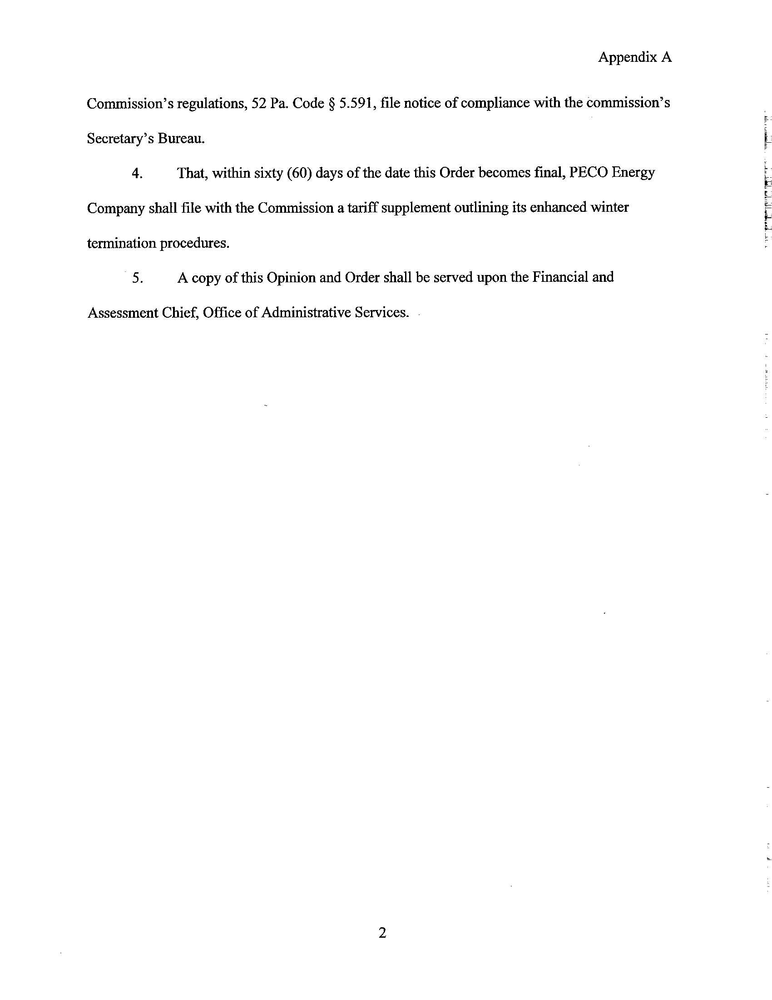 Appendix A
Commission's regulations, 52 Pa. Code § 5.591, file notice of compliance with the commission's
Secretary's Bureau.
4. That, within sixty (60) days of the date this Order becomes final, PECO Energy
Company shall file with the Commission a tariff supplement outlining its enhanced winter
termination procedures.
5. A copy of this Opinion and Order shall be served upon the Financial and
Assessment Chief, Office of Administrative Services.
2